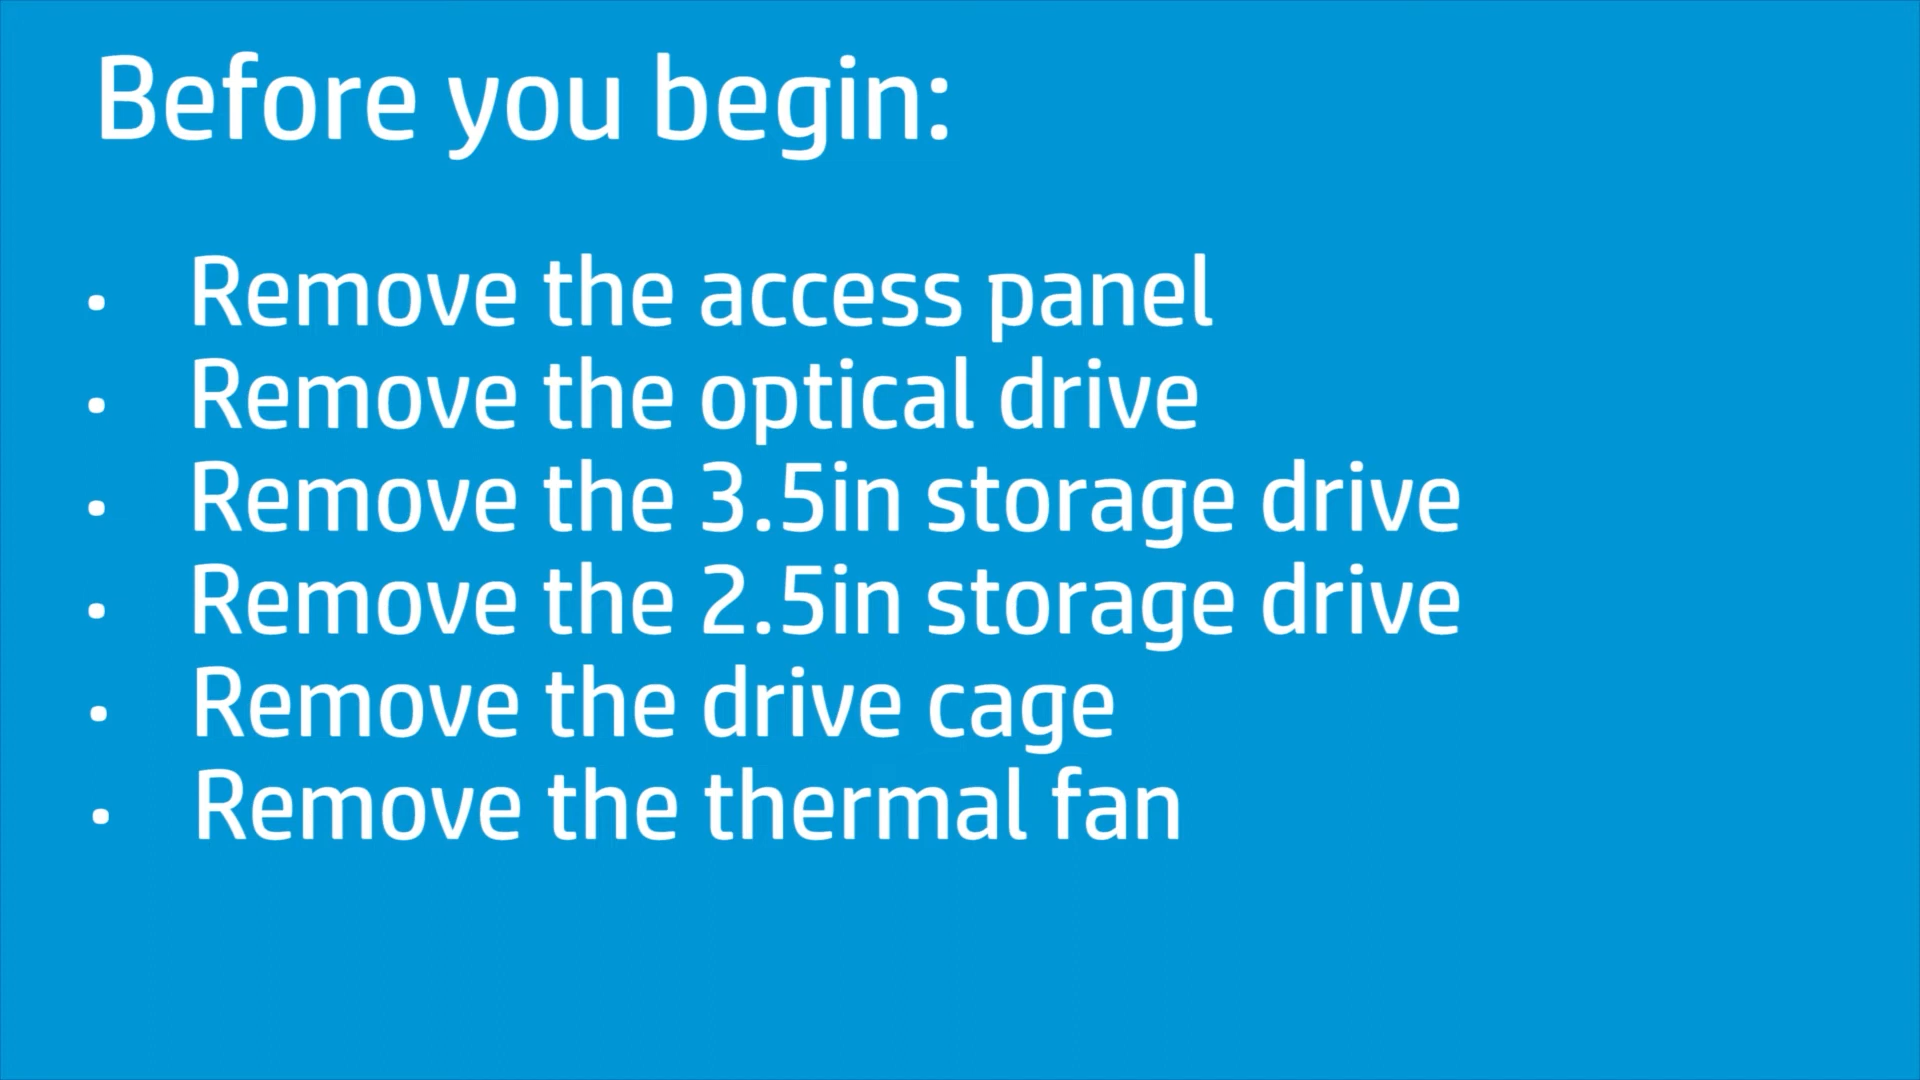 Before you begin:
• Remove the access panel
• Remove the optical drive
• Remove the 3.5in storage drive
• Remove the 2.5in storage drive
• Remove the drive cage
• Remove the thermal fan